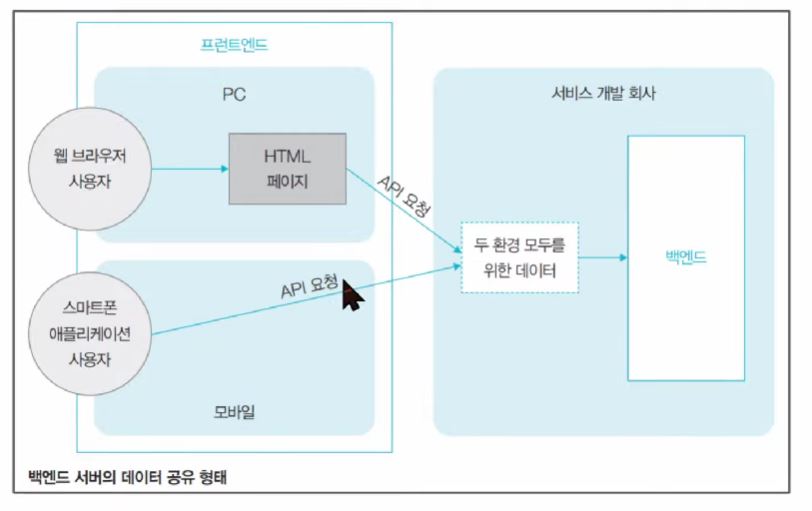 프런트엔드
PC
웹 브라우저
사용자
HTML
페이지
API 요청
스마트폰
애플리케이션
사용자
API 요청
모바일
서비스 개발 회사
두 환경 모두를
위한 데이터
백엔드
백엔드 서버의 데이터 공유 형태